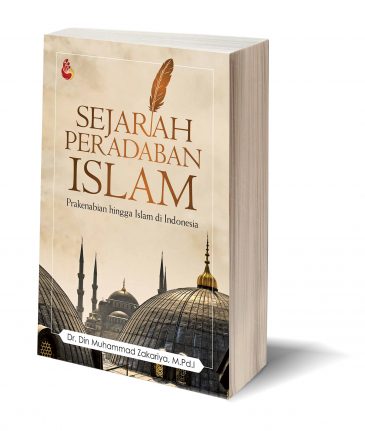 SEJARAH
PERADABAN
ISLAM
Prakenabian hingga Islam di Indonesia
Dr. Din Muhammad Zakariya, M.Pd.I